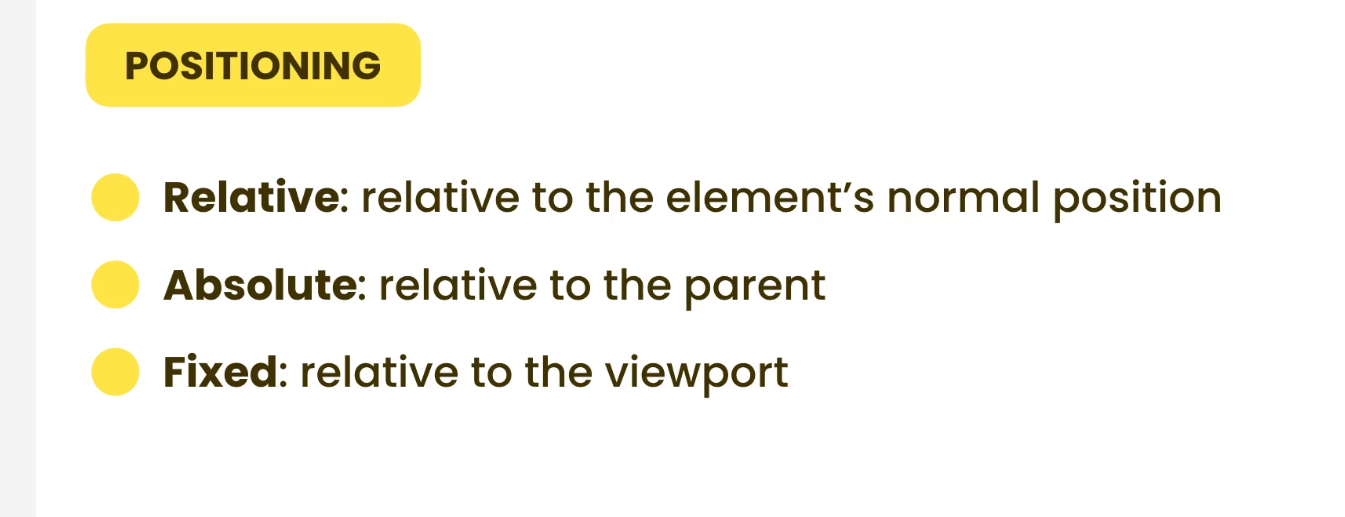 POSITIONING
Relative: relative to the element’s normal position
Absolute: relative to the parent
Fixed: relative to the viewport